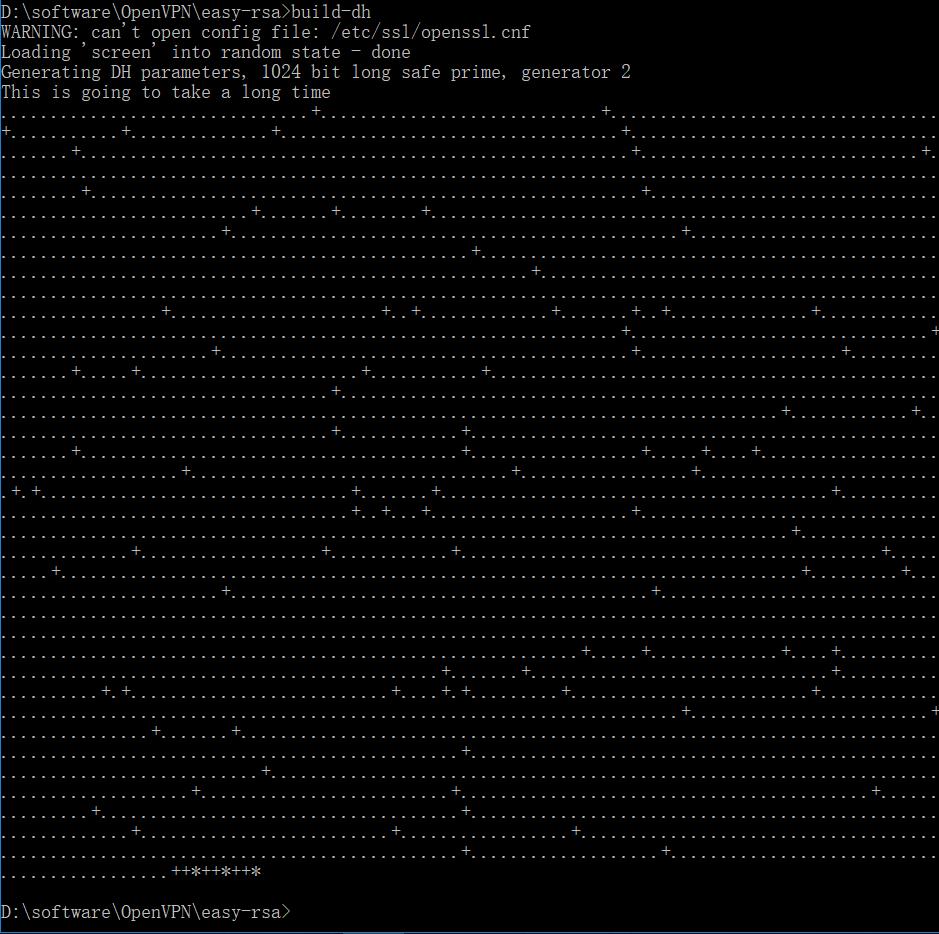 D:\software\OpenVPN\easy-rsa>build-dh
WARNING: can't open config file: /etc/ssl/openssl.cnf
Loading 'screen' into random state - done
Generating DH parameters, 1024 bit long safe prime, generator 2
This is going to take a long time
.................++*++*++*
D:\software\OpenVPN\easy-rsa>